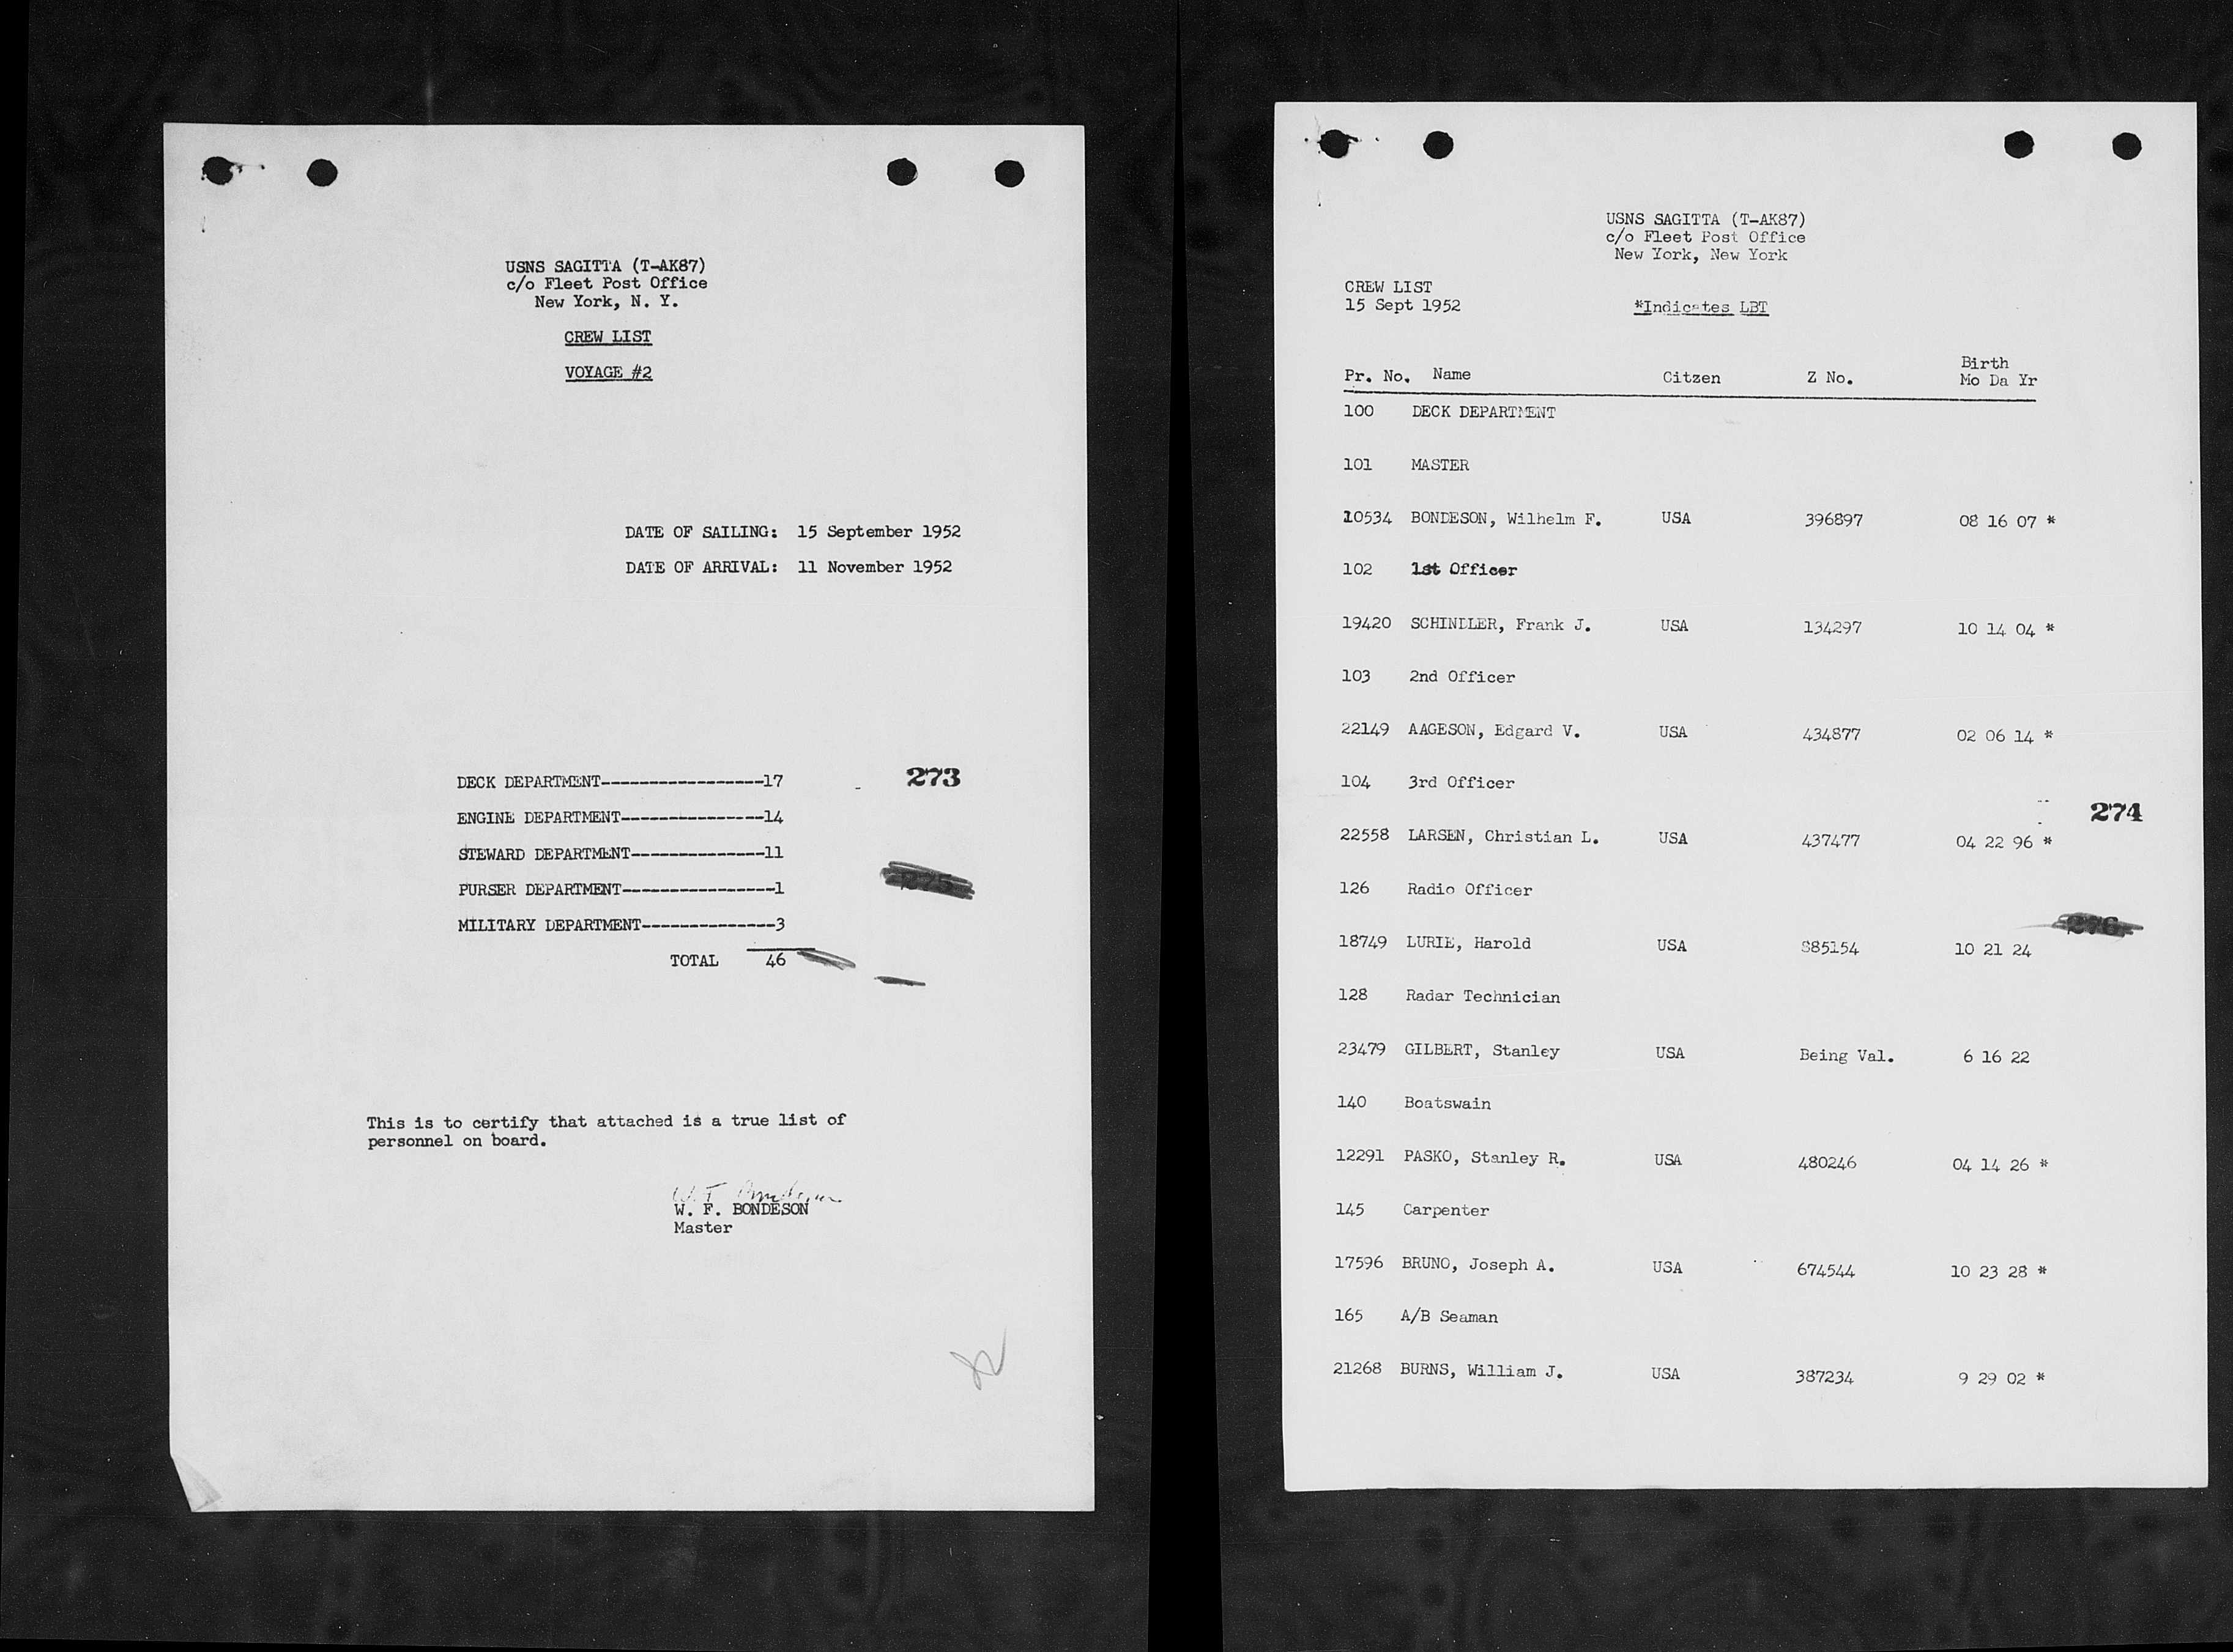 USNS SAGITTA (T-AK87)
c/o Fleet Post Office
New York, N. Y.
CREW LIST
VOYAGE #2
DATE OF SAILING: 15 September 1952
DATE OF ARRIVAL: 11 November 1952
DECK DEPARTMENT-----------------17
273
ENGINE DEPARTMENT---------------14
STEWARD DEPARTMENT--------------11
PURSER DEPARTMENT----------------1
MILITARY DEPARTMENT--------------3
TOTAL 46
This is to certify that attached is a true list of
personnel on board.
W. F. BONDESON
Master
USNS SAGITTA (T-AK87)
c/o Fleet Post Office
New York, New York
CREW LIST
15 Sept 1952 *Indicates LBT
Birth
Pr. No. Name Citzen Z No. Mo Da Yr
100 DECK DEPARTMENT
101 MASTER
10534 BONDESON, Wilhelm F. USA 396897 08 16 07 *
102 1st Officer
19420 SCHINDLER, Frank J. USA 134297 10 14 04 *
103 2nd Officer
22149 AAGESON, Edgard V. USA 434877 02 06 14 *
104 3rd Officer
274
22558 LARSEN, Christian L. USA 437477 04 22 96 *
126 Radio Officer
18749 LURIE, Harold USA 885154 10 21 24
128 Radar Technician
23479 GILBERT, Stanley USA Being Val. 6 16 22
140 Boatswain
12291 PASKO, Stanley R. USA 480246 04 14 26 *
145 Carpenter
17596 BRUNO, Joseph A. USA 674544 10 23 28 *
165 A/B Seaman
21268 BURNS, William J. USA 387234 9 29 02 *